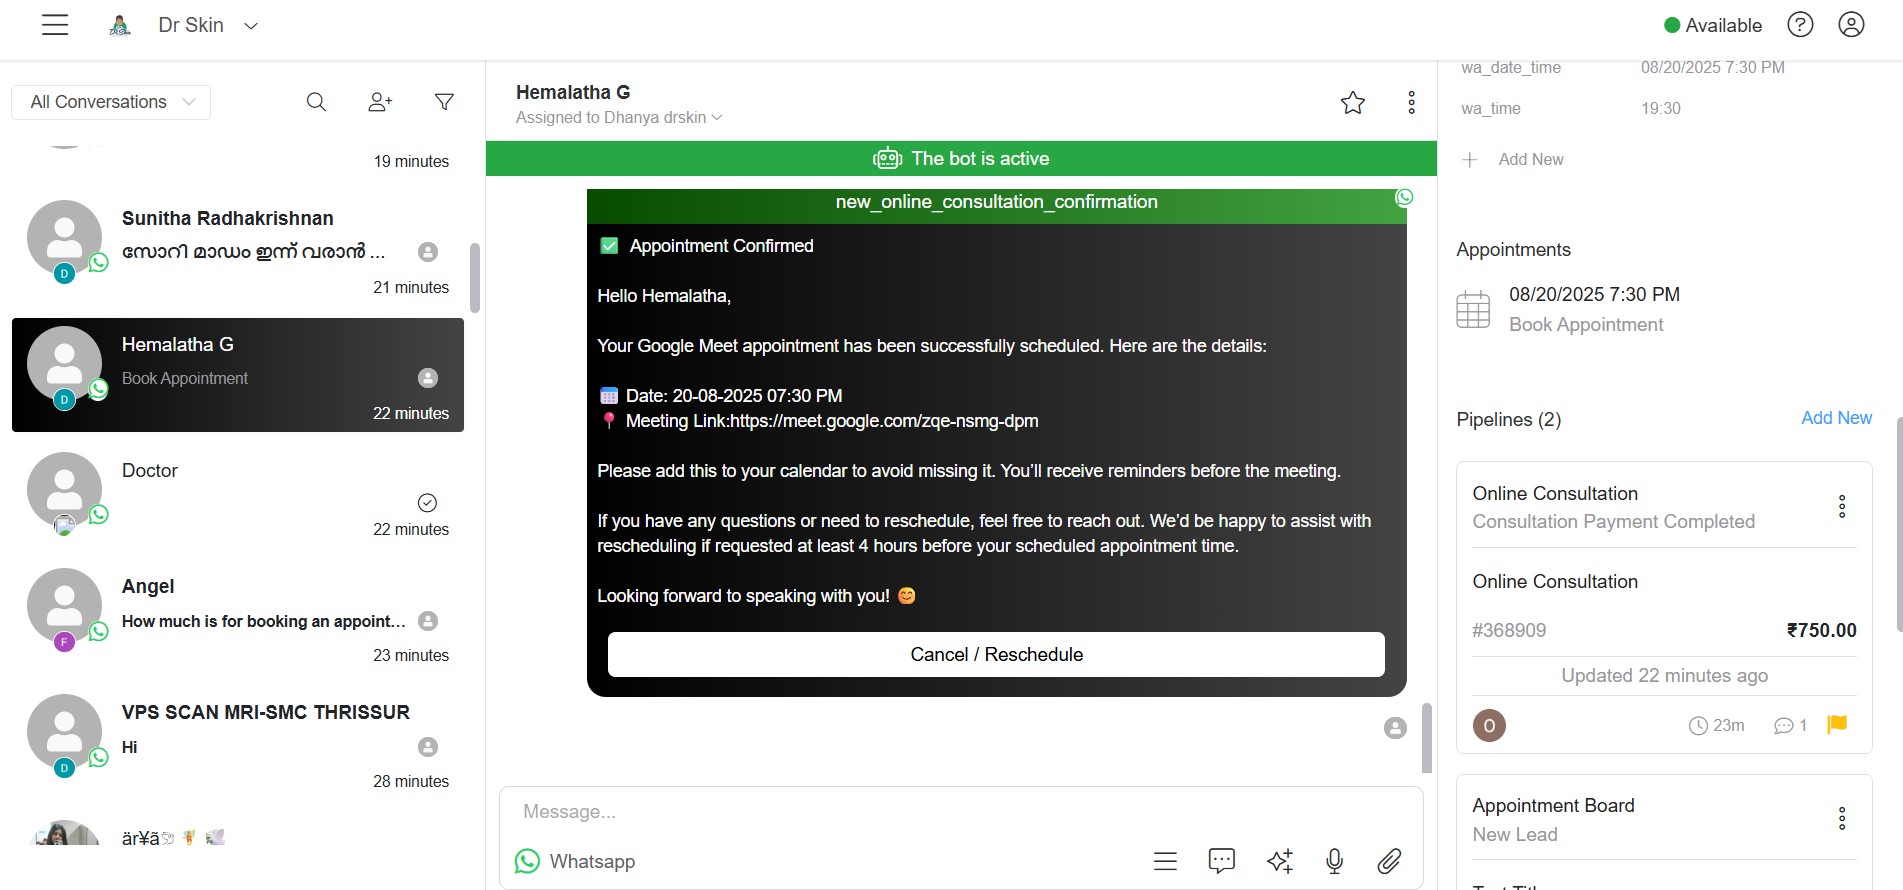 Dr Skin
Available
All Conversations
19 minutes
Sunitha Radhakrishnan
സോറി മാഡം ഇന്ന് വരാൻ ...
D
21 minutes
Hemalatha G
Book Appointment
D
22 minutes
Doctor
22 minutes
Angel
How much is for booking an appoint...
F
23 minutes
VPS SCAN MRI-SMC THRISSUR
Hi
D
28 minutes
är¥ã
Hemalatha G
Assigned to Dhanya drskin
The bot is active
new_online_consultation_confirmation
✅ Appointment Confirmed
Hello Hemalatha,
Your Google Meet appointment has been successfully scheduled. Here are the details:
📅 Date: 20-08-2025 07:30 PM
📍 Meeting Link:https://meet.google.com/zqe-nsmg-dpm
Please add this to your calendar to avoid missing it. You’ll receive reminders before the meeting.
If you have any questions or need to reschedule, feel free to reach out. We’d be happy to assist with
rescheduling if requested at least 4 hours before your scheduled appointment time.
Looking forward to speaking with you! 😊
Cancel / Reschedule
Message...
Whatsapp
wa_date_time 08/20/2025 7:30 PM
wa_time 19:30
+ Add New
Appointments
08/20/2025 7:30 PM
Book Appointment
Pipelines (2) Add New
Online Consultation
Consultation Payment Completed
Online Consultation
#368909 ₹750.00
Updated 22 minutes ago
O 23m 1
Appointment Board
New Lead